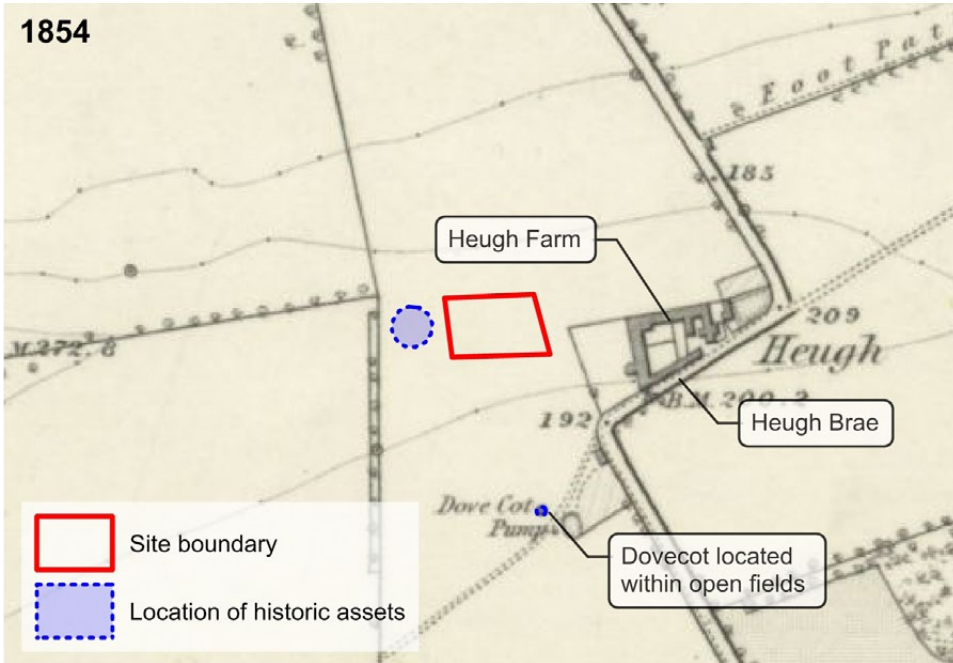 1854
Foot Pat
185
Heugh Farm
209
M.272.8
Heugh
B.M.200.2
192
Heugh Brae
Dove Cot
Pump
Dovecot located
within open fields
Site boundary
Location of historic assets